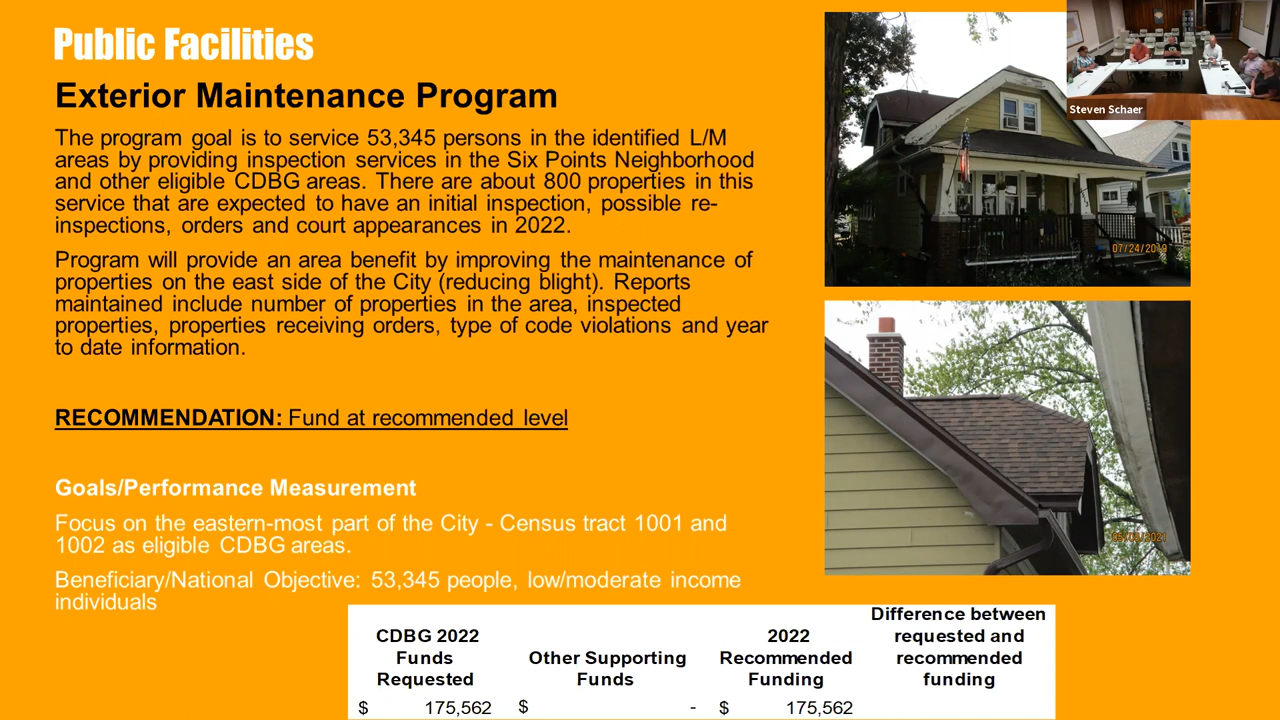 Public Facilities
Exterior Maintenance Program
The program goal is to service 53,345 persons in the identified L/M
areas by providing inspection services in the Six Points Neighborhood
and other eligible CDBG areas. There are about 800 properties in this
service that are expected to have an initial inspection, possible re-
inspections, orders and court appearances in 2022.
Program will provide an area benefit by improving the maintenance of
properties on the east side of the City (reducing blight). Reports
maintained include number of properties in the area, inspected
properties, properties receiving orders, type of code violations and year
to date information.
RECOMMENDATION: Fund at recommended level
Goals/Performance Measurement
Focus on the eastern-most part of the City - Census tract 1001 and
1002 as eligible CDBG areas.
Beneficiary/National Objective: 53,345 people, low/moderate income
individuals
Steven Schaer
07/24/2019
CDBG 2022
Funds
Requested
Other Supporting
Funds
2022
Recommended
Funding
Difference between
requested and
recommended
funding
$ 175,562 $ - $ 175,562